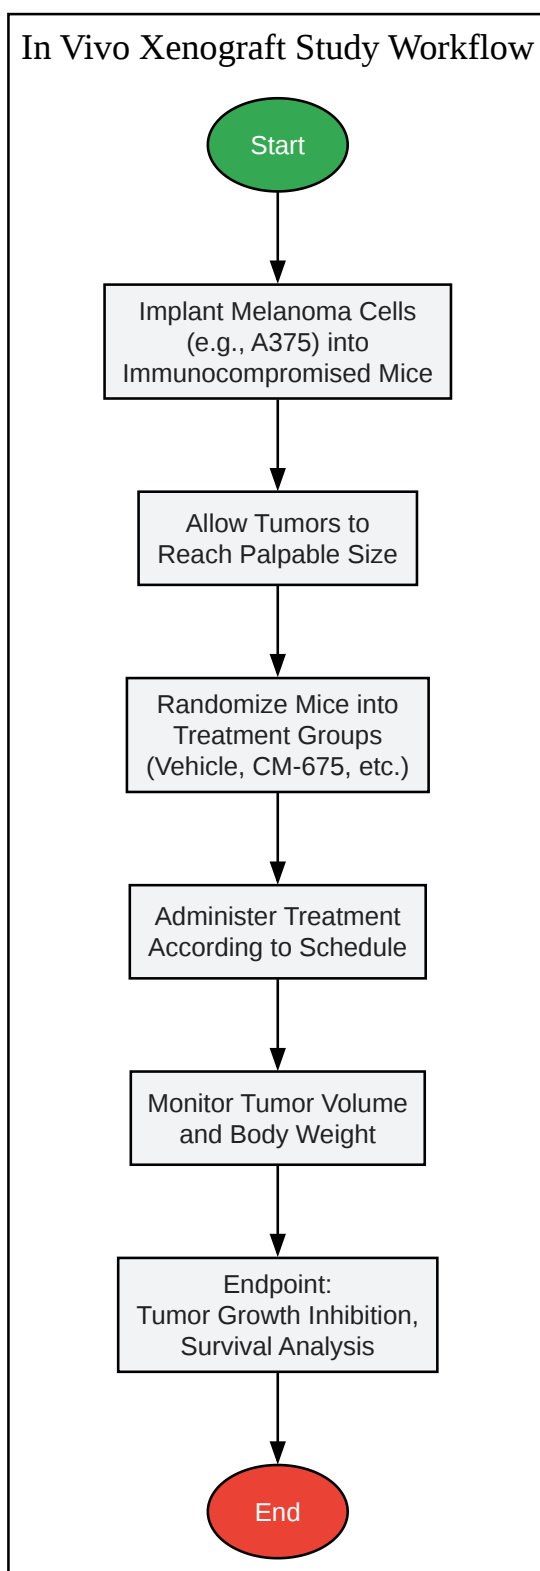 In Vivo Xenograft Study Workflow
Start
Implant Melanoma Cells
(e.g., A375) into
Immunocompromised Mice
Allow Tumors to
Reach Palpable Size
Randomize Mice into
Treatment Groups
(Vehicle, CM-675, etc.)
Administer Treatment
According to Schedule
Monitor Tumor Volume
and Body Weight
Endpoint:
Tumor Growth Inhibition,
Survival Analysis
End